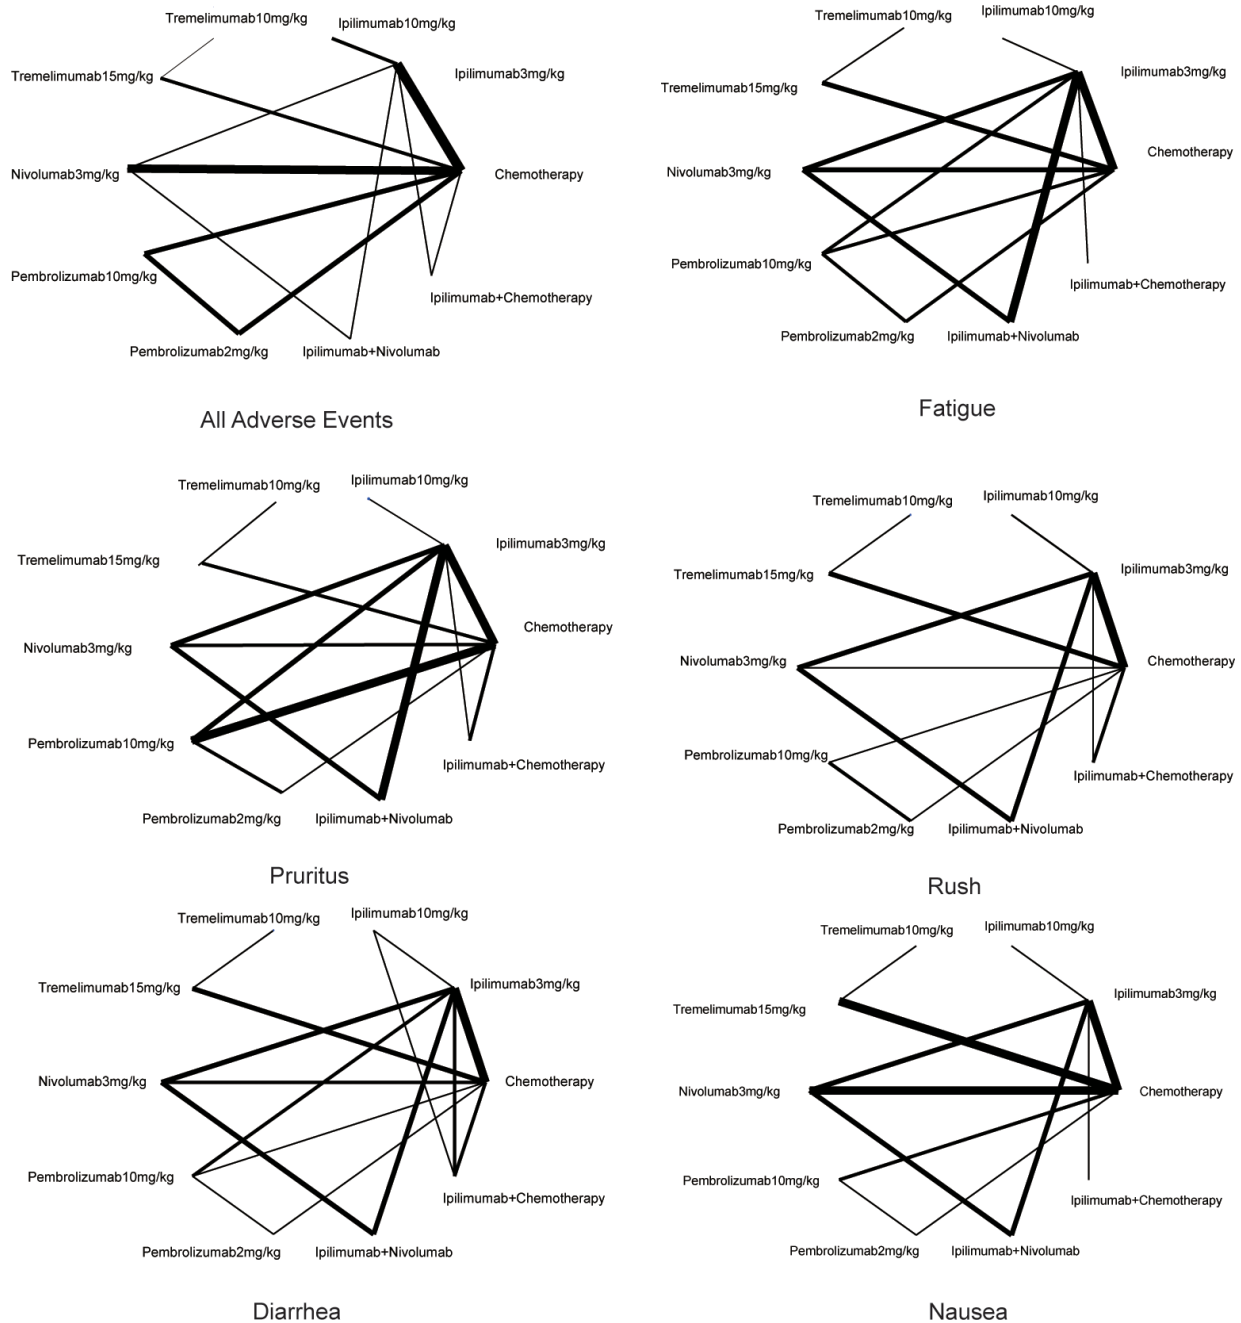 Tremelimumab10mg/kg
Ipilimumab10mg/kg
Tremelimumab15mg/kg
Ipilimumab3mg/kg
Nivolumab3mg/kg
Chemotherapy
Pembrolizumab10mg/kg
Ipilimumab+Chemotherapy
Pembrolizumab2mg/kg
Ipilimumab+Nivolumab
All Adverse Events
Tremelimumab10mg/kg
Ipilimumab10mg/kg
Tremelimumab15mg/kg
Ipilimumab3mg/kg
Nivolumab3mg/kg
Chemotherapy
Pembrolizumab10mg/kg
Ipilimumab+Chemotherapy
Pembrolizumab2mg/kg
Ipilimumab+Nivolumab
Fatigue
Tremelimumab10mg/kg
Ipilimumab10mg/kg
Tremelimumab15mg/kg
Ipilimumab3mg/kg
Nivolumab3mg/kg
Chemotherapy
Pembrolizumab10mg/kg
Ipilimumab+Chemotherapy
Pembrolizumab2mg/kg
Ipilimumab+Nivolumab
Pruritus
Tremelimumab10mg/kg
Ipilimumab10mg/kg
Tremelimumab15mg/kg
Ipilimumab3mg/kg
Nivolumab3mg/kg
Chemotherapy
Pembrolizumab10mg/kg
Ipilimumab+Chemotherapy
Pembrolizumab2mg/kg
Ipilimumab+Nivolumab
Rush
Tremelimumab10mg/kg
Ipilimumab10mg/kg
Tremelimumab15mg/kg
Ipilimumab3mg/kg
Nivolumab3mg/kg
Chemotherapy
Pembrolizumab10mg/kg
Ipilimumab+Chemotherapy
Pembrolizumab2mg/kg
Ipilimumab+Nivolumab
Diarrhea
Tremelimumab10mg/kg
Ipilimumab10mg/kg
Tremelimumab15mg/kg
Ipilimumab3mg/kg
Nivolumab3mg/kg
Chemotherapy
Pembrolizumab10mg/kg
Ipilimumab+Chemotherapy
Pembrolizumab2mg/kg
Ipilimumab+Nivolumab
Nausea